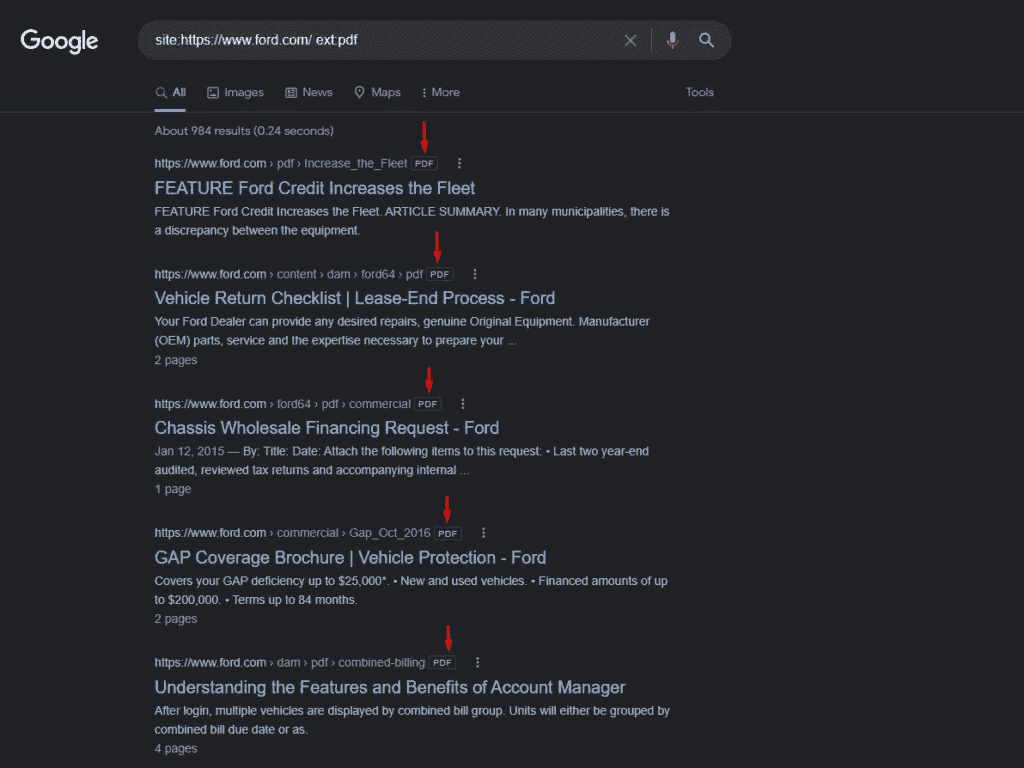 Google
site:https://www.ford.com/ ext:pdf
All Images News Maps More Tools
About 984 results (0.24 seconds)
https://www.ford.com › pdf › Increase_the_Fleet PDF
FEATURE Ford Credit Increases the Fleet
FEATURE Ford Credit Increases the Fleet. ARTICLE SUMMARY. In many municipalities, there is
a discrepancy between the equipment.
https://www.ford.com › content › dam › ford64 › pdf PDF
Vehicle Return Checklist | Lease-End Process - Ford
Your Ford Dealer can provide any desired repairs, genuine Original Equipment. Manufacturer
(OEM) parts, service and the expertise necessary to prepare your ...
2 pages
https://www.ford.com › ford64 › pdf › commercial PDF
Chassis Wholesale Financing Request - Ford
Jan 12, 2015 — By: Title: Date: Attach the following items to this request: • Last two year-end
audited, reviewed tax returns and accompanying internal ...
1 page
https://www.ford.com › commercial › Gap_Oct_2016 PDF
GAP Coverage Brochure | Vehicle Protection - Ford
Covers your GAP deficiency up to $25,000*. • New and used vehicles. • Financed amounts of up
to $200,000. • Terms up to 84 months.
2 pages
https://www.ford.com › dam › pdf › combined-billing PDF
Understanding the Features and Benefits of Account Manager
After login, multiple vehicles are displayed by combined bill group. Units will either be grouped by
combined bill due date or as.
4 pages